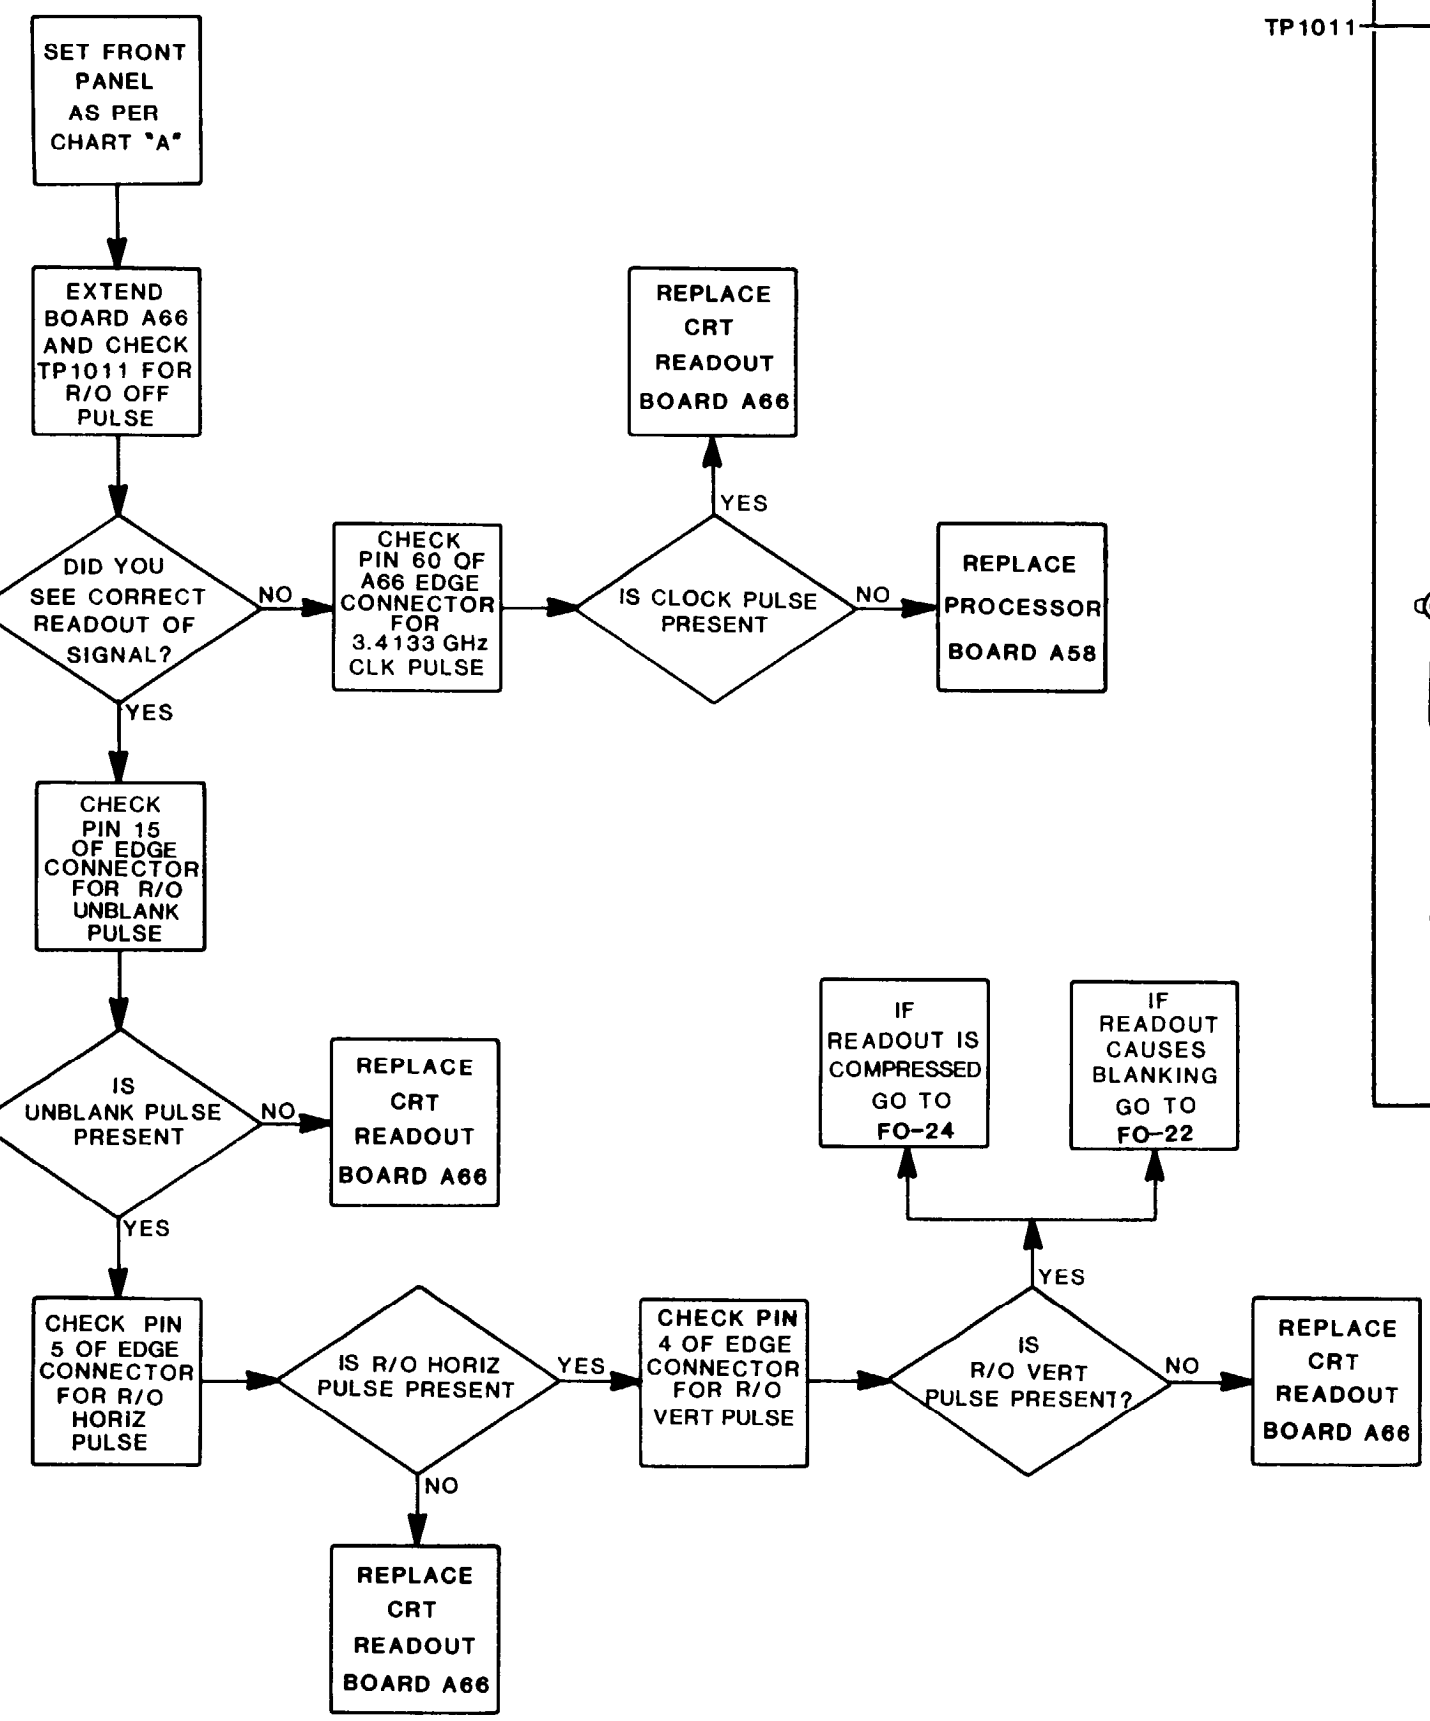 SET FRONT
PANEL
AS PER
CHART "A"
TP1011
EXTEND
BOARD A66
AND CHECK
TP1011 FOR
R/O OFF
PULSE
REPLACE
CRT
READOUT
BOARD A66
YES
DID YOU
SEE CORRECT
READOUT OF
SIGNAL?
NO
CHECK
PIN 60 OF
A66 EDGE
CONNECTOR
FOR
3.4133 GHz
CLK PULSE
IS CLOCK PULSE
PRESENT
NO
REPLACE
PROCESSOR
BOARD A58
YES
CHECK
PIN 15
OF EDGE
CONNECTOR
FOR R/O
UNBLANK
PULSE
IS
UNBLANK PULSE
PRESENT
NO
REPLACE
CRT
READOUT
BOARD A66
IF
READOUT IS
COMPRESSED
GO TO
FO-24
IF
READOUT
CAUSES
BLANKING
GO TO
FO-22
YES
YES
CHECK PIN
5 OF EDGE
CONNECTOR
FOR R/O
HORIZ
PULSE
IS R/O HORIZ
PULSE PRESENT
YES
CHECK PIN
4 OF EDGE
CONNECTOR
FOR R/O
VERT PULSE
IS
R/O VERT
PULSE PRESENT?
NO
REPLACE
CRT
READOUT
BOARD A66
NO
REPLACE
CRT
READOUT
BOARD A66